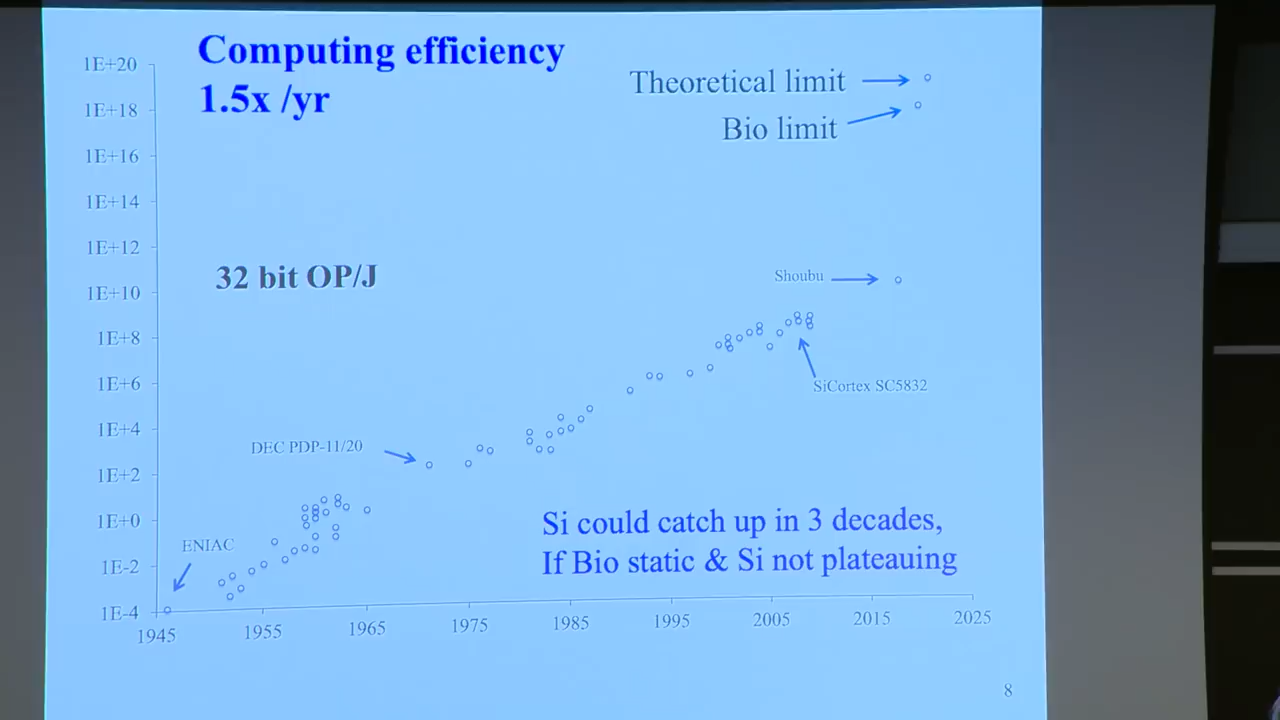 Computing efficiency
1.5x /yr
1E+20
1E+18
1E+16
1E+14
1E+12
1E+10
1E+8
1E+6
1E+4
1E+2
1E+0
1E-2
1E-4
Theoretical limit
Bio limit
32 bit OP/J
Shoubu
SiCortex SC5832
DEC PDP-11/20
ENIAC
Si could catch up in 3 decades,
If Bio static & Si not plateauing
1945 1955 1965 1975 1985 1995 2005 2015 2025
8